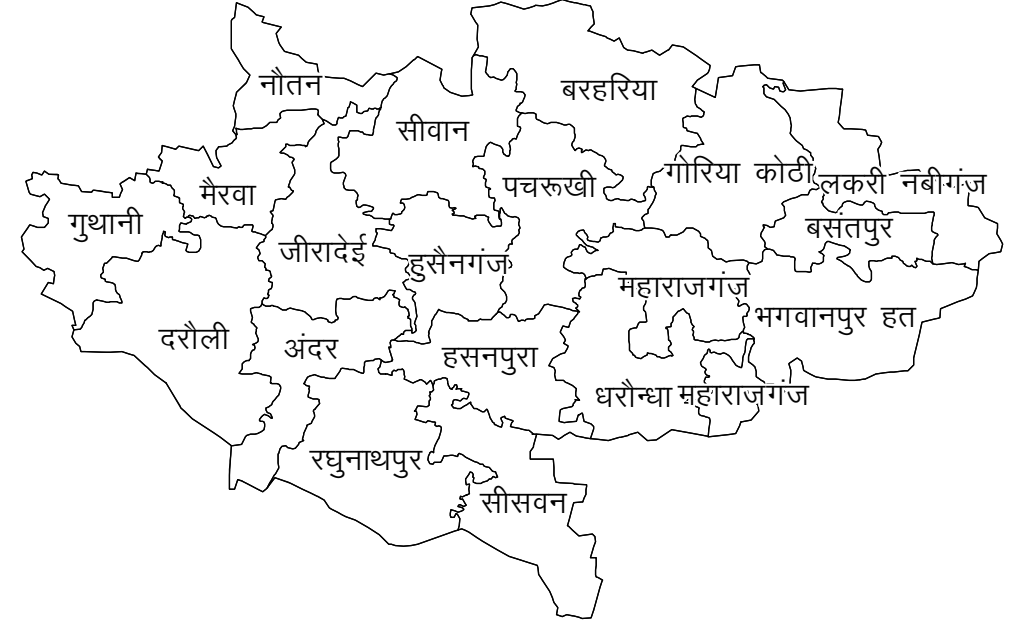 नौतन
बरहरिया
सीवान
गोरिया कोठी
पचरूखी
लकरी नबीगंज
मैरवा
गुथानी
बसंतपुर
जीरादेई
हुसैनगंज
महाराजगंज
भगवानपुर हत
दरौली
अंदर
हसनपुरा
धरौन्धा
महाराजगंज
रघुनाथपुर
सीसवन